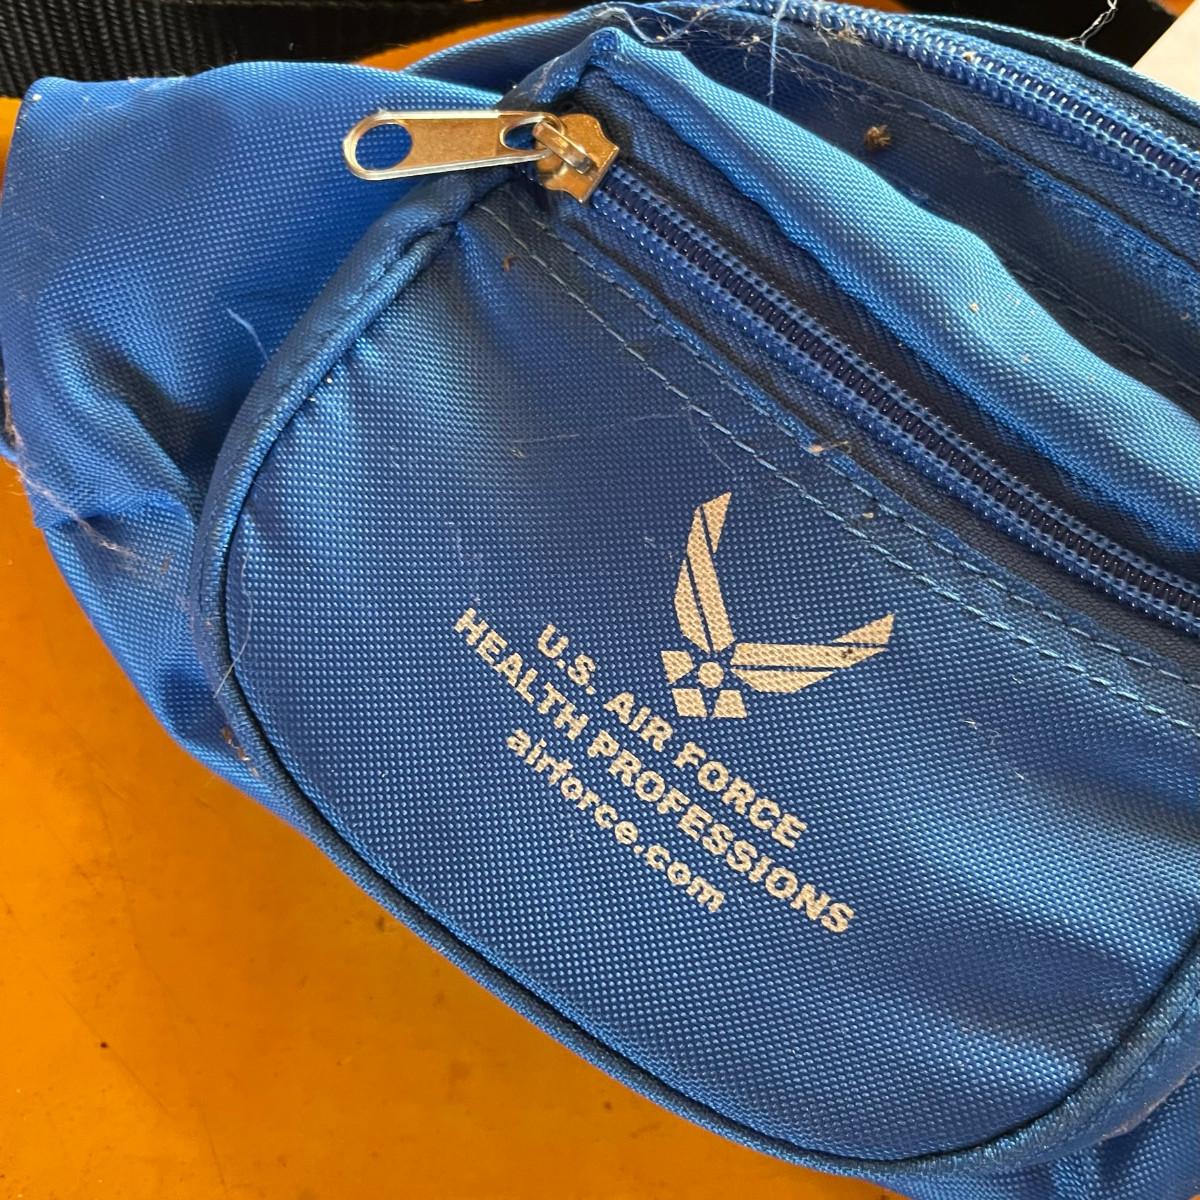 U.S. AIR FORCE
HEALTH PROFESSIONS
airforce.com